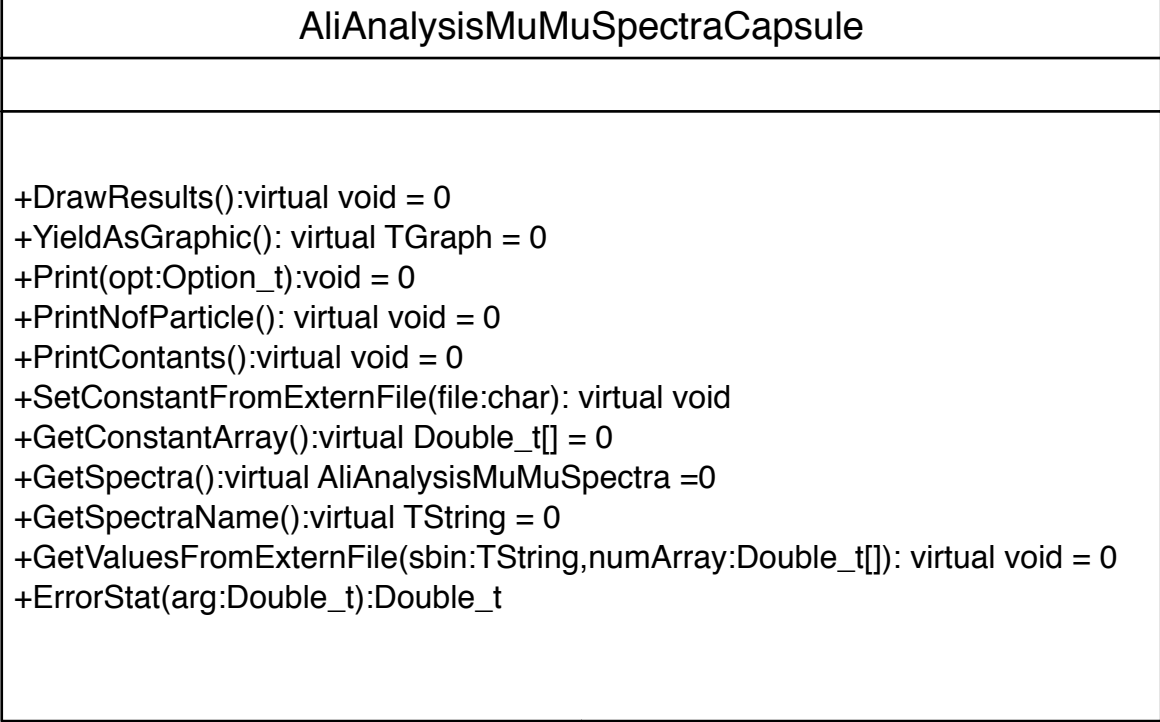 AliAnalysisMuMuSpectraCapsule
+DrawResults():virtual void = 0
+YieldAsGraphic(): virtual TGraph = 0
+Print(opt:Option_t):void = 0
+PrintNofParticle(): virtual void = 0
+PrintContants():virtual void = 0
+SetConstantFromExternFile(file:char): virtual void
+GetConstantArray():virtual Double_t[] = 0
+GetSpectra():virtual AliAnalysisMuMuSpectra =0
+GetSpectraName():virtual TString = 0
+GetValuesFromExternFile(sbin:TString,numArray:Double_t[]): virtual void = 0
+ErrorStat(arg:Double_t):Double_t